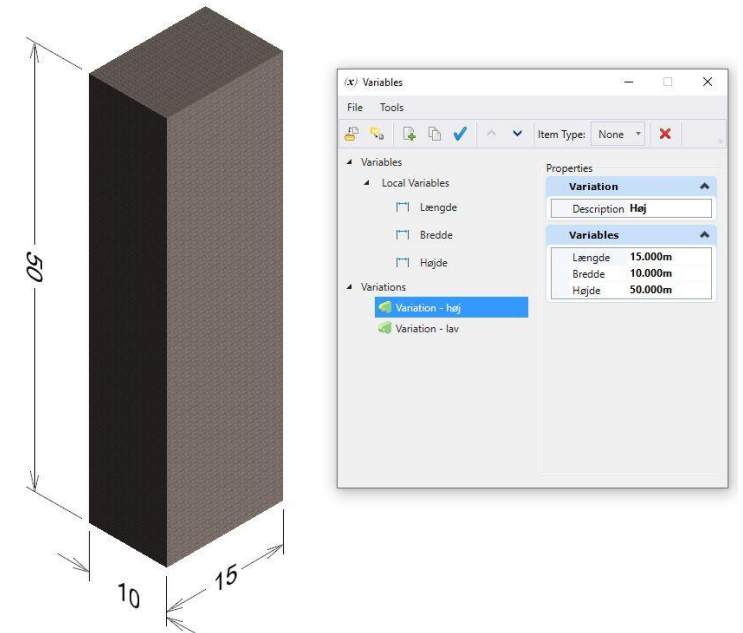 50
10
15
(x) Variables
File Tools
Item Type: None
Variables
Local Variables
Længde
Bredde
Højde
Variations
Variation - høj
Variation - lav
Properties
Variation
Description Høj
Variables
Længde 15.000m
Bredde 10.000m
Højde 50.000m